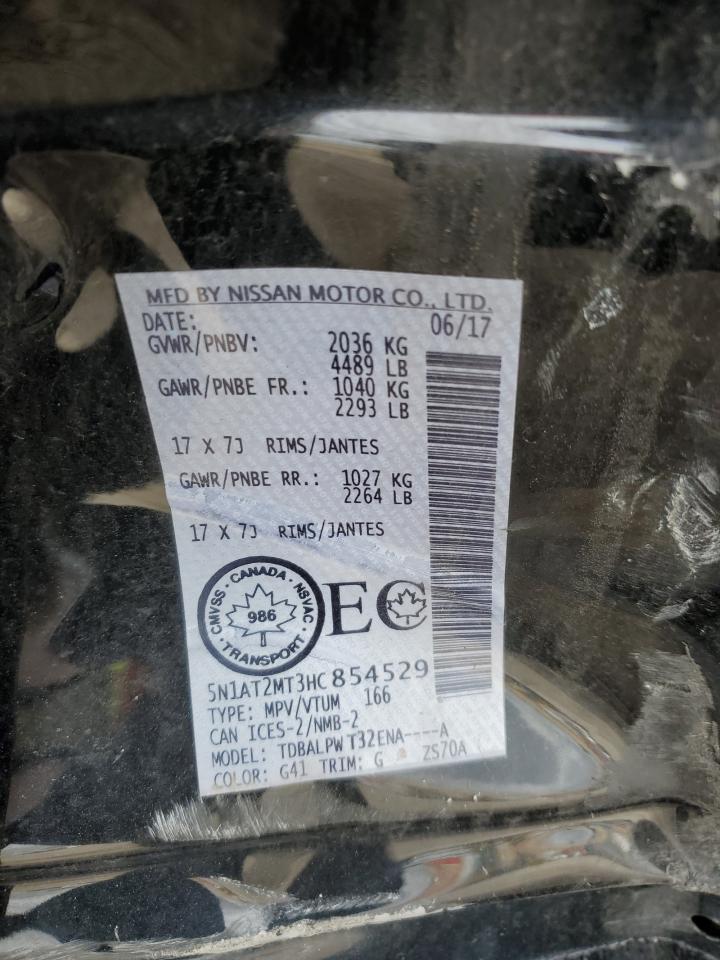 MFD BY NISSAN MOTOR CO., LTD.
DATE: 06/17
GVWR/PNBV: 2036 KG
4489 LB
GAWR/PNBE FR.: 1040 KG
2293 LB
17 X 7J RIMS/JANTES
GAWR/PNBE RR.: 1027 KG
2264 LB
17 X 7J RIMS/JANTES
CMVSS · CANADA · NSVAC · TRANSPORT ·
986
EC
5N1AT2MT3HC854529
TYPE: MPV/VTUM 166
CAN ICES-2/NMB-2
MODEL: TDBALPW T32ENA----A
COLOR: G41 TRIM: G ZS70A